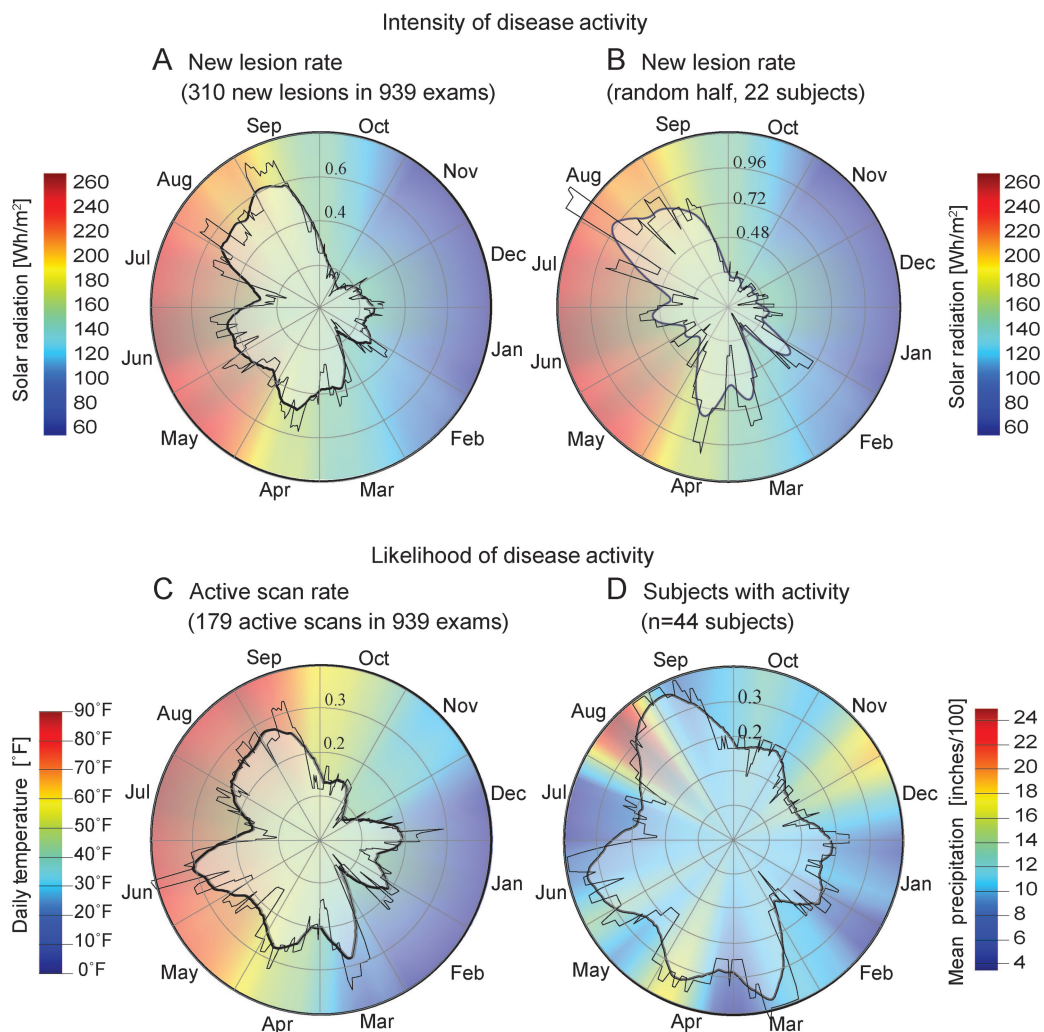 Intensity of disease activity
A New lesion rate
(310 new lesions in 939 exams)
B New lesion rate
(random half, 22 subjects)
Solar radiation [Wh/m²]
260
240
200
200
180
160
140
120
100
80
60
Sep
Oct
Nov
Dec
Jan
Feb
Mar
Apr
May
Jun
Jul
Aug
0.6
0.4
Sep
Oct
Nov
Dec
Jan
Feb
Mar
Apr
May
Jun
Jul
Aug
0.96
0.72
0.48
Solar radiation [Wh/m²]
260
240
200
200
180
160
140
120
100
80
60
Likelihood of disease activity
C Active scan rate
(179 active scans in 939 exams)
D Subjects with activity
(n=44 subjects)
Daily temperature [˚F]
90˚F
80˚F
70˚F
60˚F
50˚F
40˚F
30˚F
20˚F
10˚F
0˚F
Sep
Oct
Nov
Dec
Jan
Feb
Mar
Apr
May
Jun
Jul
Aug
0.3
0.2
Sep
Oct
Nov
Dec
Jan
Feb
Mar
Apr
May
Jun
Jul
Aug
0.3
0.2
Mean precipitation [inches/100]
24
22
20
18
16
14
12
10
8
6
4